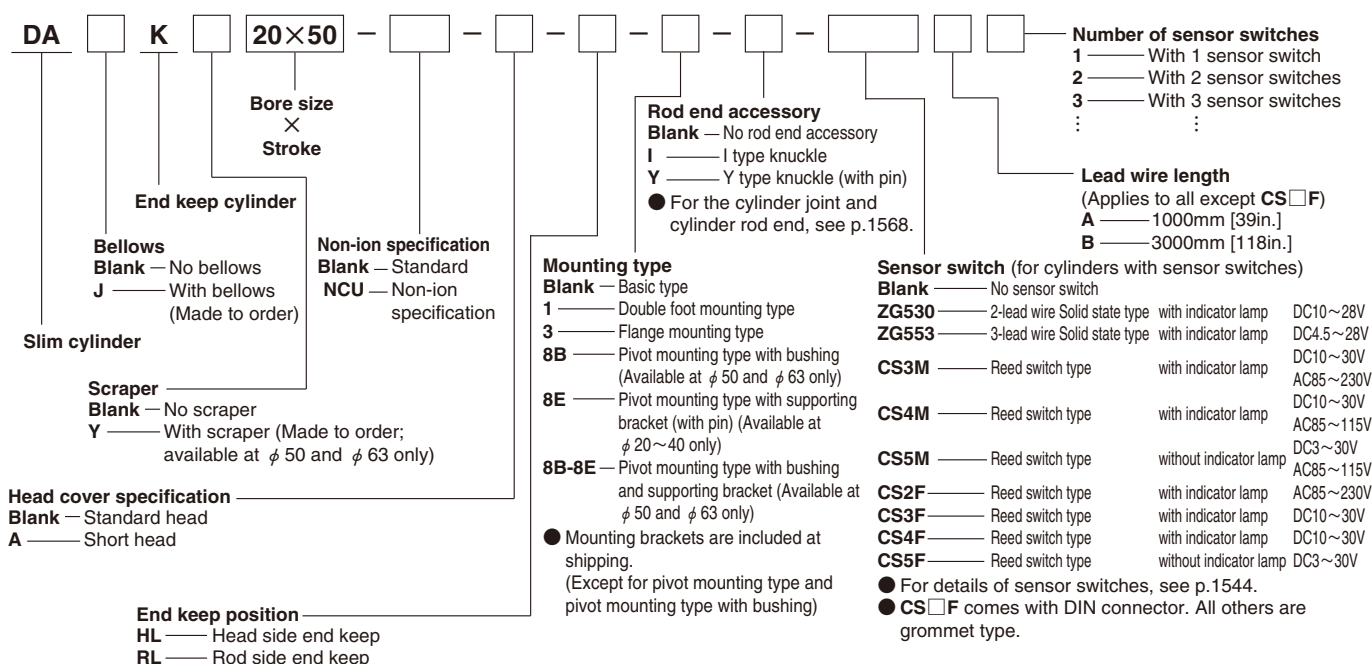 DA □ K □ 20×50 − □ − □ − □ − □ − □ − □ □ □
Number of sensor switches
1 With 1 sensor switch
2 With 2 sensor switches
3 With 3 sensor switches
⋮ ⋮
Bore size
×
Stroke
Rod end accessory
Blank No rod end accessory
I I type knuckle
Y Y type knuckle (with pin)
● For the cylinder joint and
cylinder rod end, see p.1568.
Lead wire length
(Applies to all except CS□F)
A 1000mm [39in.]
B 3000mm [118in.]
End keep cylinder
Bellows
Blank No bellows
J With bellows
(Made to order)
Non-ion specification
Blank Standard
NCU Non-ion
specification
Slim cylinder
Mounting type
Blank Basic type
1 Double foot mounting type
3 Flange mounting type
8B Pivot mounting type with bushing
(Available at φ 50 and φ 63 only)
8E Pivot mounting type with supporting
bracket (with pin) (Available at
φ 20~40 only)
8B-8E Pivot mounting type with bushing
and supporting bracket (Available at
φ 50 and φ 63 only)
● Mounting brackets are included at
shipping.
(Except for pivot mounting type and
pivot mounting type with bushing)
Sensor switch (for cylinders with sensor switches)
Blank No sensor switch
ZG530 2-lead wire Solid state type with indicator lamp DC10~28V
ZG553 3-lead wire Solid state type with indicator lamp DC4.5~28V
CS3M Reed switch type with indicator lamp DC10~30V
AC85~230V
CS4M Reed switch type with indicator lamp DC10~30V
AC85~115V
CS5M Reed switch type without indicator lamp DC3~30V
AC85~115V
CS2F Reed switch type with indicator lamp AC85~230V
CS3F Reed switch type with indicator lamp DC10~30V
CS4F Reed switch type with indicator lamp DC10~30V
CS5F Reed switch type without indicator lamp DC3~30V
● For details of sensor switches, see p.1544.
● CS□F comes with DIN connector. All others are
grommet type.
Scraper
Blank No scraper
Y With scraper (Made to order;
available at φ 50 and φ 63 only)
Head cover specification
Blank Standard head
A Short head
End keep position
HL Head side end keep
RL Rod side end keep